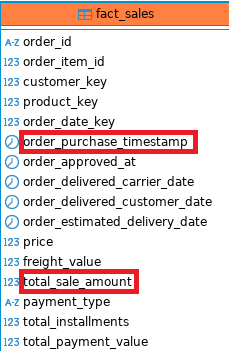 fact_sales
A-Z order_id
123 order_item_id
123 customer_key
123 product_key
123 order_date_key
order_purchase_timestamp
order_approved_at
order_delivered_carrier_date
order_delivered_customer_date
order_estimated_delivery_date
123 price
123 freight_value
123 total_sale_amount
A-Z payment_type
123 total_installments
123 total_payment_value